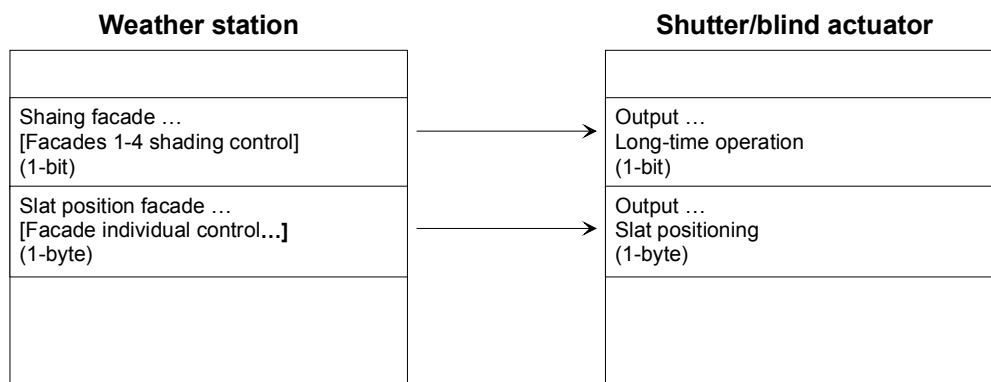 Weather station
Shutter/blind actuator
Shaing facade …
[Facades 1-4 shading control]
(1-bit)
Output …
Long-time operation
(1-bit)
Slat position facade …
[Facade individual control…]
(1-byte)
Output …
Slat positioning
(1-byte)